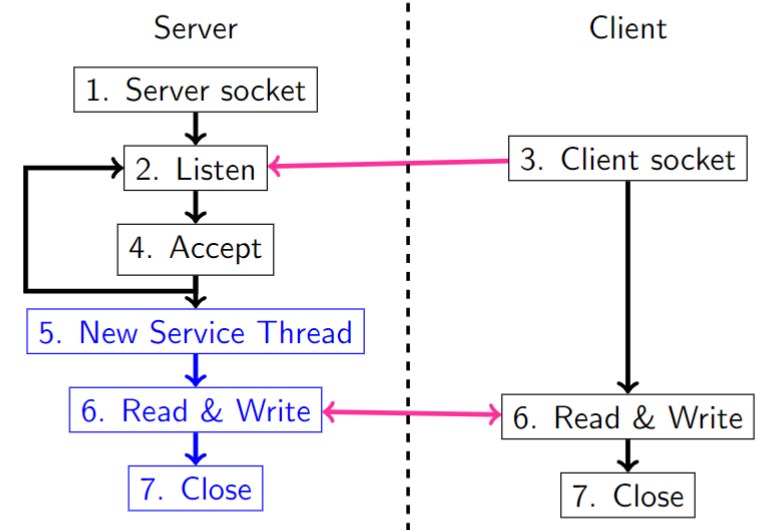 Server
Client
1. Server socket
2. Listen
3. Client socket
4. Accept
5. New Service Thread
6. Read & Write
6. Read & Write
7. Close
7. Close